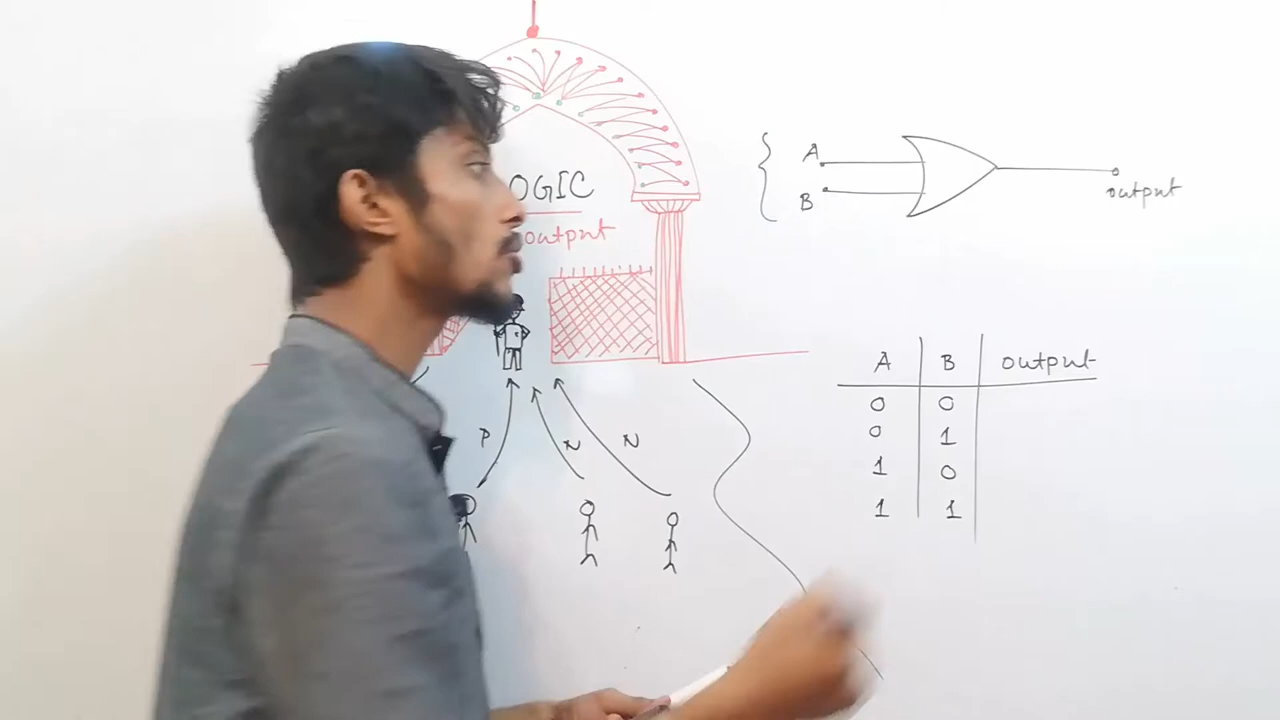 OGIC
output
P N N
A
B
output
A B output
0 0
0 1
1 0
1 1